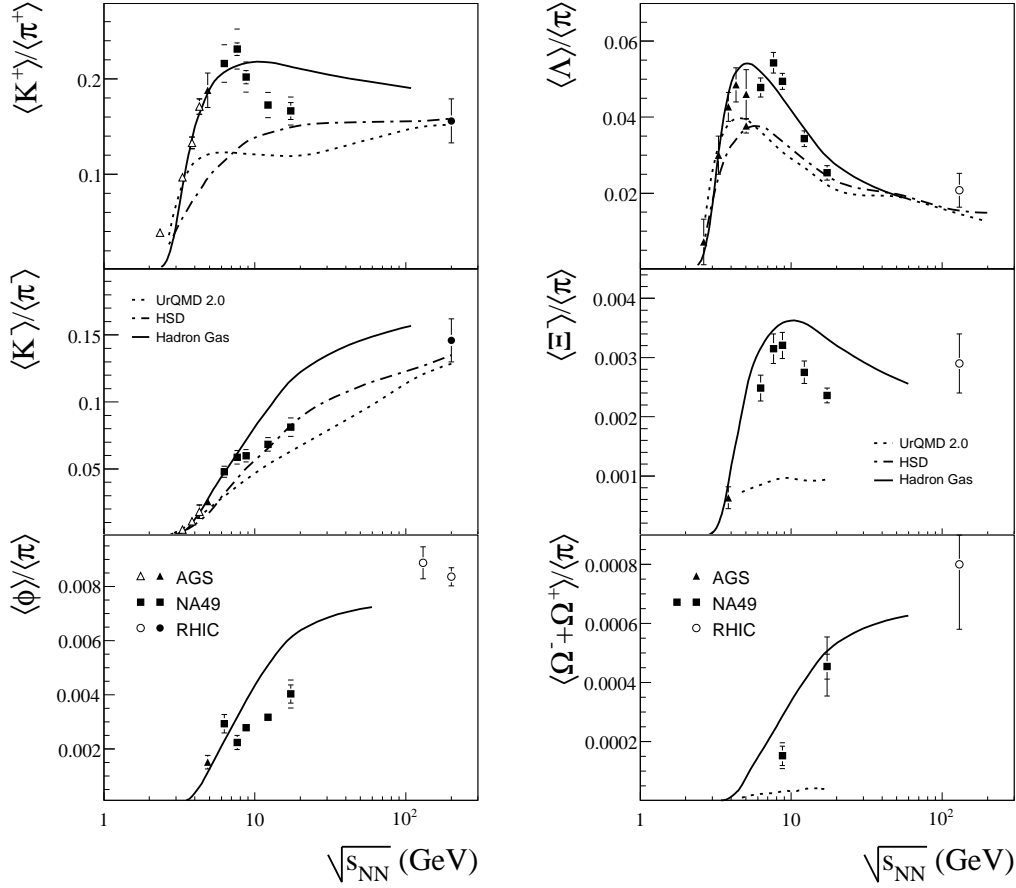 ⟨K⁺⟩/⟨π⁺⟩
0.2
0.1
⟨Λ⟩/⟨π⟩
0.06
0.04
0.02
0
⟨K⁻⟩/⟨π⁻⟩
0.15
0.1
0.05
UrQMD 2.0
HSD
Hadron Gas
⟨Ξ⁻⟩/⟨π⟩
0.004
0.003
0.002
0.001
UrQMD 2.0
HSD
Hadron Gas
⟨ϕ⟩/⟨π⟩
0.008
0.006
0.004
0.002
AGS
NA49
RHIC
1
10
10²
√s_NN (GeV)
⟨Ω⁻+Ω⁺⟩/⟨π⟩
0.0008
0.0006
0.0004
0.0002
AGS
NA49
RHIC
1
10
10²
√s_NN (GeV)